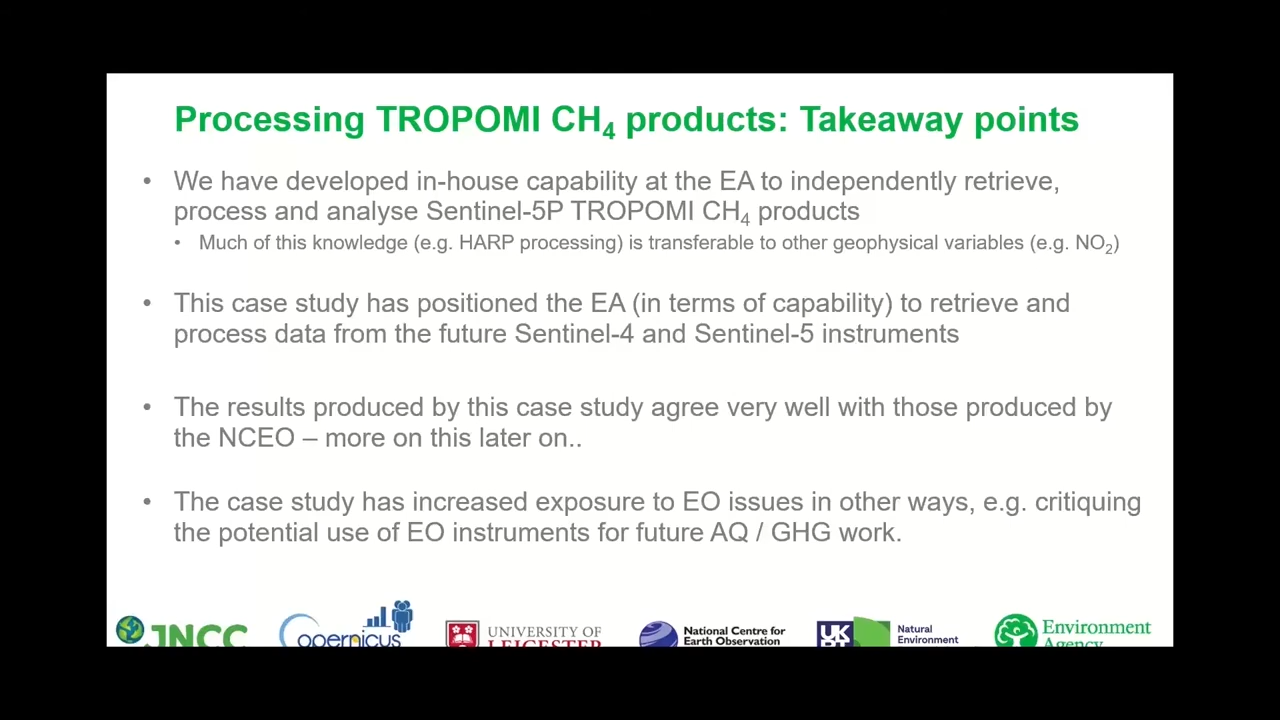 Processing TROPOMI CH₄ products: Takeaway points
• We have developed in-house capability at the EA to independently retrieve,
process and analyse Sentinel-5P TROPOMI CH₄ products
• Much of this knowledge (e.g. HARP processing) is transferable to other geophysical variables (e.g. NO₂)
• This case study has positioned the EA (in terms of capability) to retrieve and
process data from the future Sentinel-4 and Sentinel-5 instruments
• The results produced by this case study agree very well with those produced by
the NCEO – more on this later on..
• The case study has increased exposure to EO issues in other ways, e.g. critiquing
the potential use of EO instruments for future AQ / GHG work.
JNCC
Copernicus
UNIVERSITY OF
LEICESTER
National Centre for
Earth Observation
UK
Natural
Environment
Environment
Agency